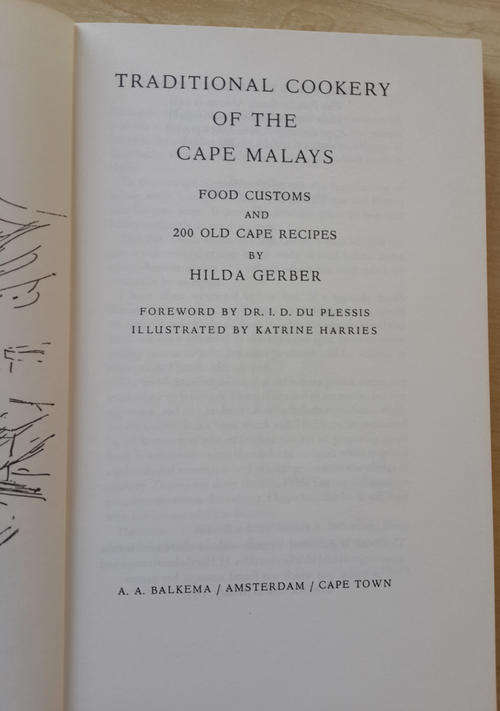 TRADITIONAL COOKERY
OF THE
CAPE MALAYS
FOOD CUSTOMS
AND
200 OLD CAPE RECIPES
BY
HILDA GERBER
FOREWORD BY DR. I. D. DU PLESSIS
ILLUSTRATED BY KATRINE HARRIES
A. A. BALKEMA / AMSTERDAM / CAPE TOWN